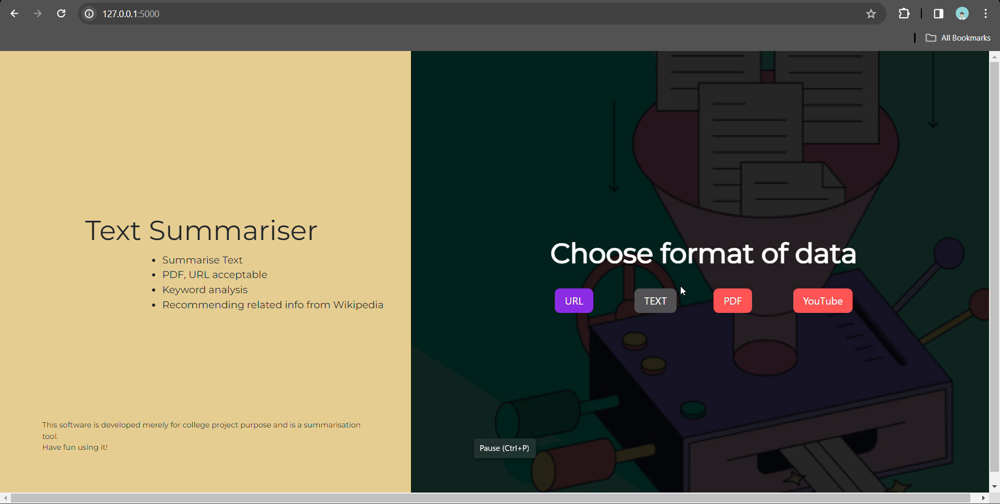 127.0.0.1:5000
All Bookmarks
Text Summariser
Summarise Text
PDF, URL acceptable
Keyword analysis
Recommending related info from Wikipedia
This software is developed merely for college project purpose and is a summarisation
tool.
Have fun using it!
Choose format of data
URL TEXT PDF YouTube
Pause (Ctrl+P)